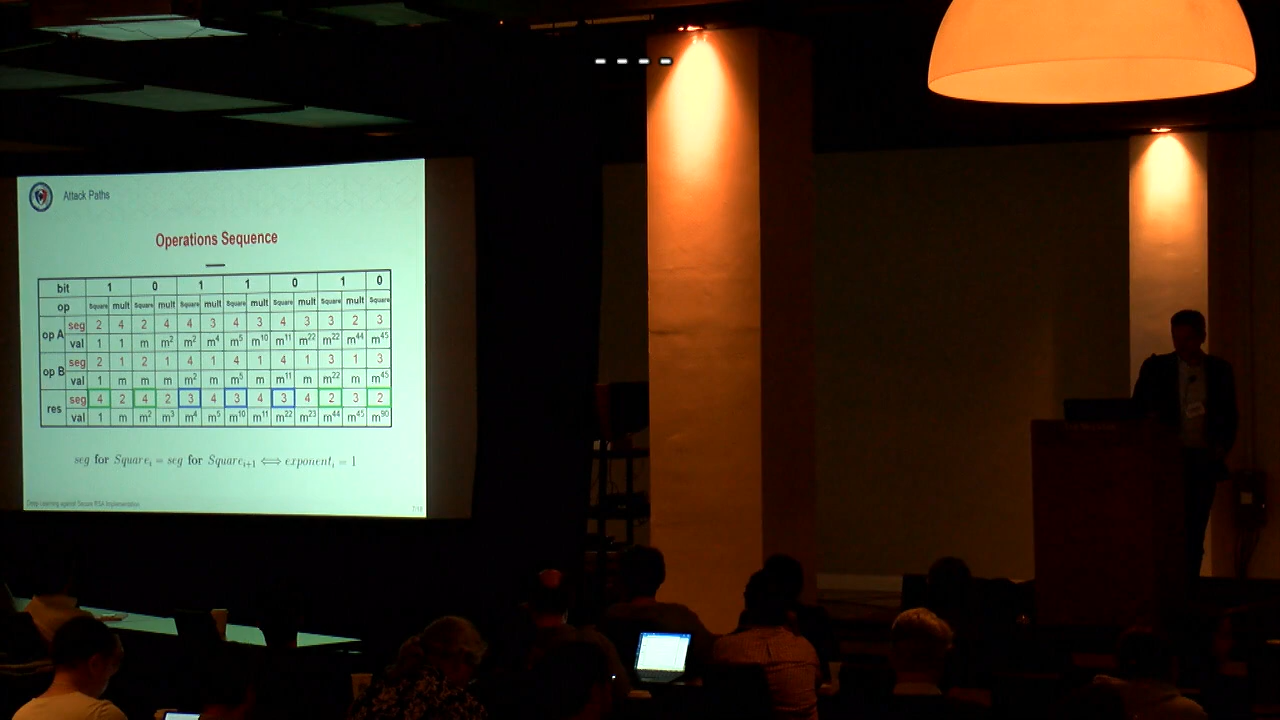 Attack Paths
Operations Sequence
bit 1 0 1 1 0 1 0
op Square mult Square mult Square mult Square mult Square mult Square mult Square
op A seg 2 4 2 4 4 3 4 3 4 3 3 2 3
val 1 1 m m² m² m⁴ m⁵ m¹⁰ m¹¹ m²² m²² m⁴⁴ m⁴⁵
op B seg 2 1 2 1 4 1 4 1 4 1 3 1 3
val 1 m m m m² m m⁵ m m¹¹ m m²² m m⁴⁵
res seg 4 2 4 2 3 4 3 4 3 4 2 3 2
val 1 m m² m³ m⁴ m⁵ m¹⁰ m¹¹ m²² m²³ m⁴⁴ m⁴⁵ m⁹⁰
seg for Squareᵢ = seg for Squareᵢ₊₁ ⟺ exponentᵢ = 1
Deep Learning against Secure RSA Implementation
7/18